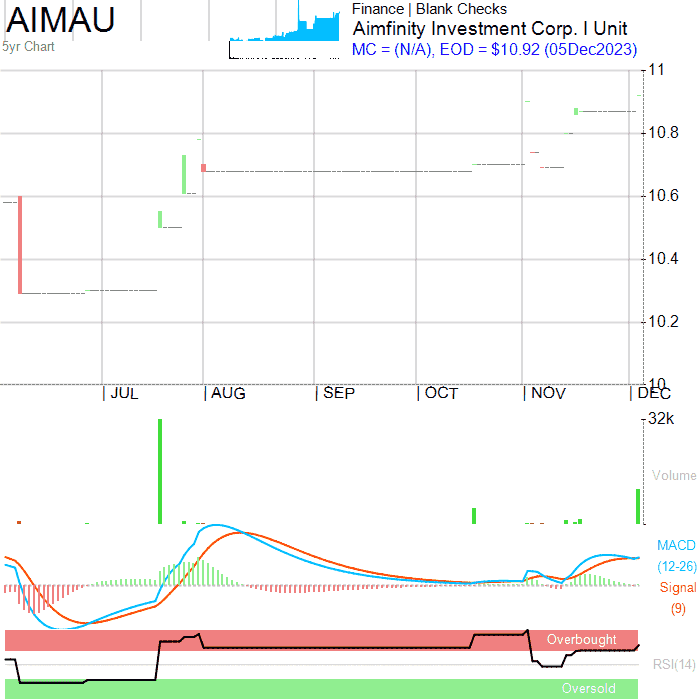 AIMAU
5yr Chart
Finance | Blank Checks
Aimfinity Investment Corp. I Unit
MC = (N/A), EOD = $10.92 (05Dec2023)
11
10.8
10.6
10.4
10.2
10
JUL
AUG
SEP
OCT
NOV
DEC
32k
Volume
MACD
(12-26)
Signal
(9)
Overbought
RSI(14)
Oversold